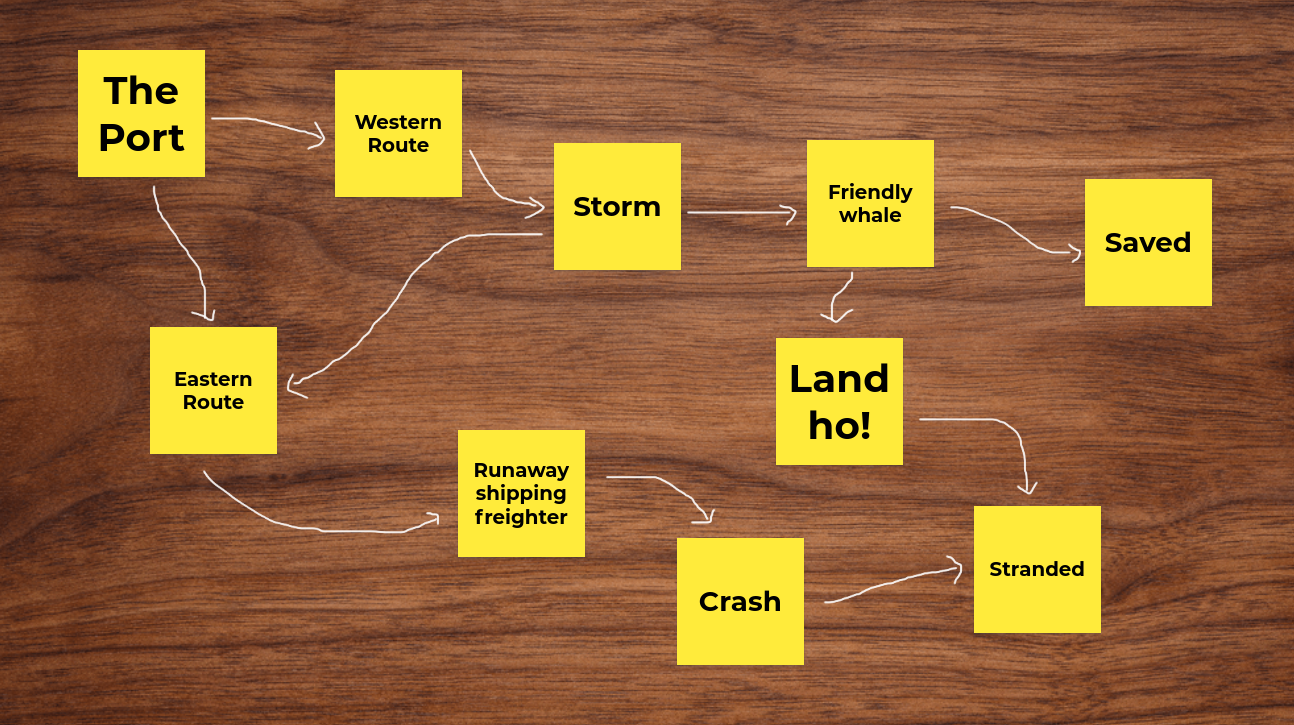 The
Port
Western
Route
Storm
Friendly
whale
Saved
Eastern
Route
Land
ho!
Runaway
shipping
freighter
Crash
Stranded